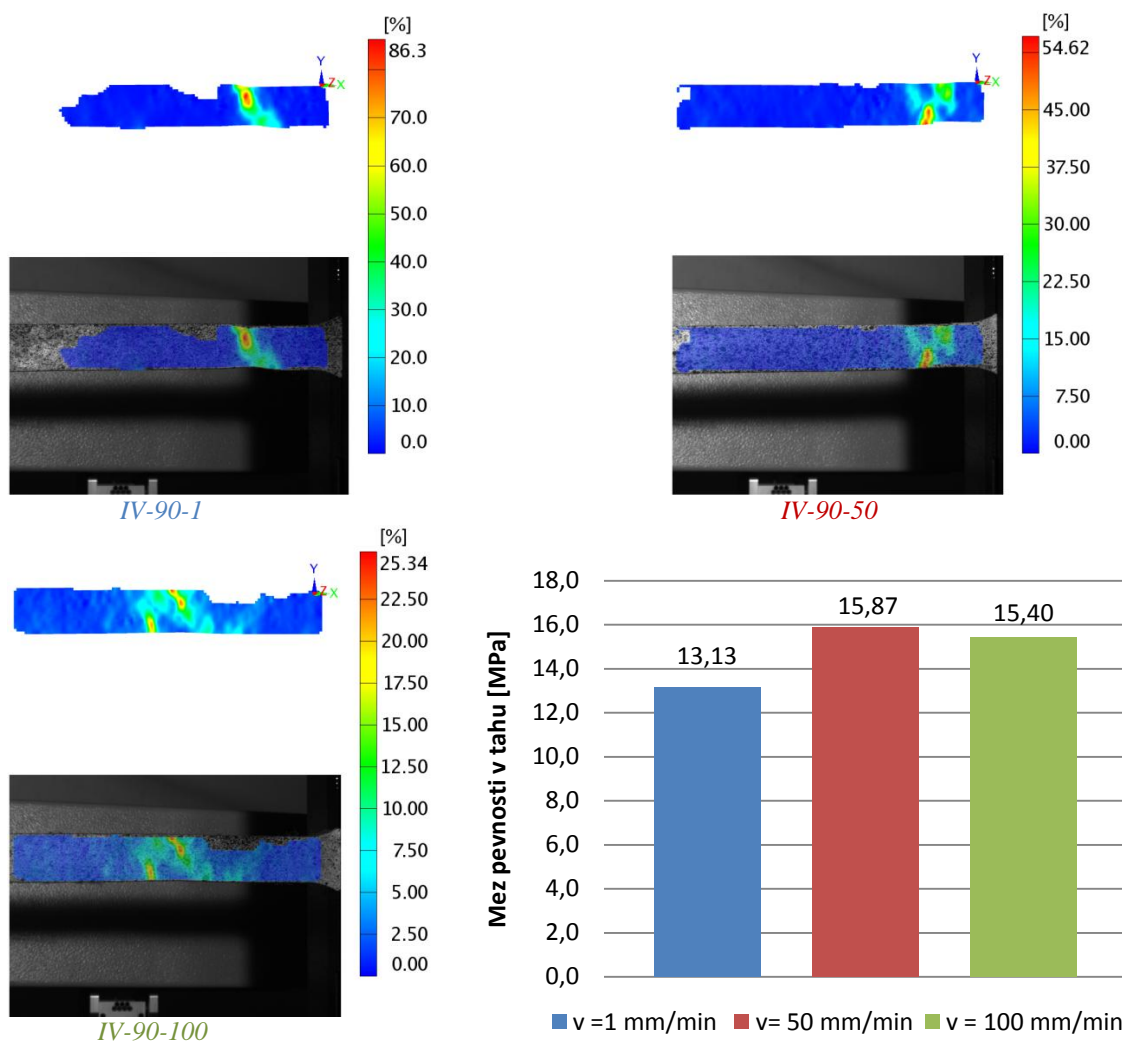 [%]
86.3
70.0
60.0
50.0
40.0
30.0
20.0
10.0
0.0
Y
Z
X
IV-90-1
[%]
54.62
45.00
37.50
30.00
22.50
15.00
7.50
0.00
Y
Z
X
IV-90-50
[%]
25.34
22.50
20.00
17.50
15.00
12.50
10.00
7.50
5.00
2.50
0.00
Y
Z
X
IV-90-100
Mez pevnosti v tahu [MPa]
18,0
16,0
14,0
12,0
10,0
8,0
6,0
4,0
2,0
0,0
13,13
15,87
15,40
v =1 mm/min
v= 50 mm/min
v = 100 mm/min